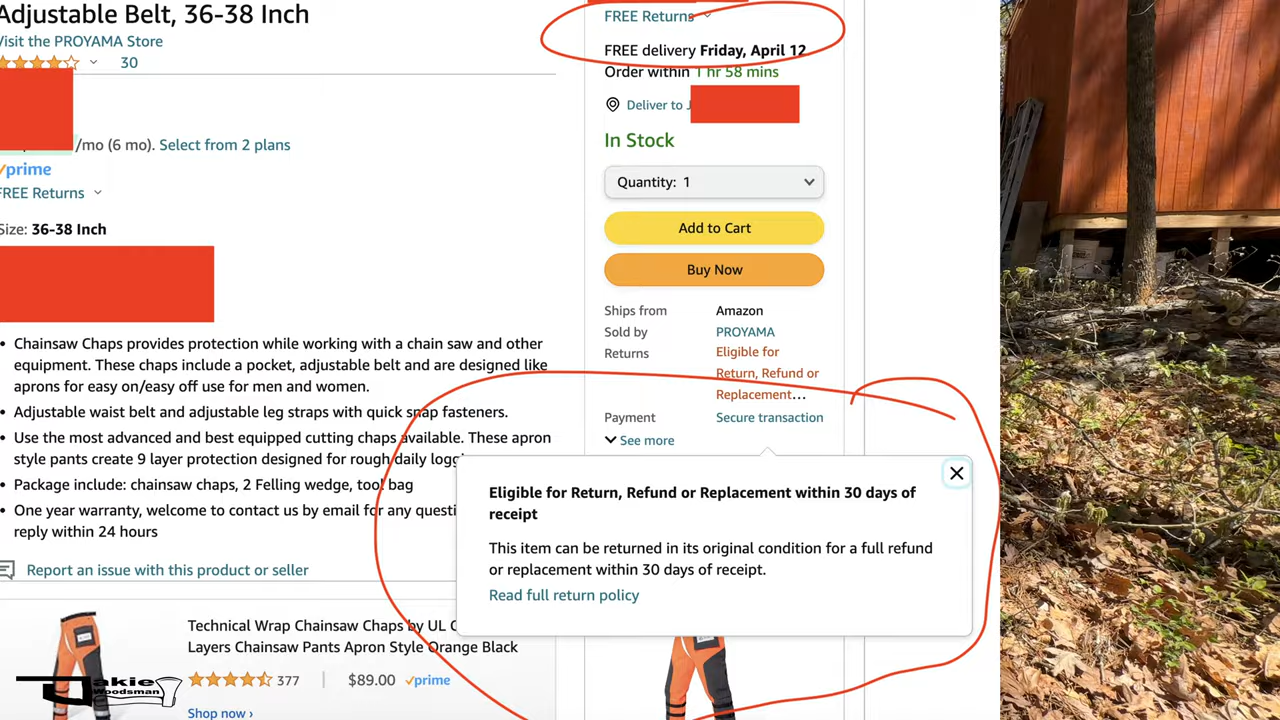 Adjustable Belt, 36-38 Inch
Visit the PROYAMA Store
30
/mo (6 mo). Select from 2 plans
prime
FREE Returns
Size: 36-38 Inch
• Chainsaw Chaps provides protection while working with a chain saw and other
equipment. These chaps include a pocket, adjustable belt and are designed like
aprons for easy on/easy off use for men and women.
• Adjustable waist belt and adjustable leg straps with quick snap fasteners.
• Use the most advanced and best equipped cutting chaps available. These apron
style pants create 9 layer protection designed for rough daily logg
• Package include: chainsaw chaps, 2 Felling wedge, tool bag
• One year warranty, welcome to contact us by email for any questi
reply within 24 hours
Report an issue with this product or seller
Technical Wrap Chainsaw Chaps by UL C
Layers Chainsaw Pants Apron Style Orange Black
377
$89.00 prime
Shop now ›
Jakie
Woodsman
FREE Returns
FREE delivery Friday, April 12
Order within 1 hr 58 mins
Deliver to J
In Stock
Quantity: 1
Add to Cart
Buy Now
Ships from Amazon
Sold by PROYAMA
Returns Eligible for
Return, Refund or
Replacement...
Payment Secure transaction
See more
Eligible for Return, Refund or Replacement within 30 days of
receipt
This item can be returned in its original condition for a full refund
or replacement within 30 days of receipt.
Read full return policy